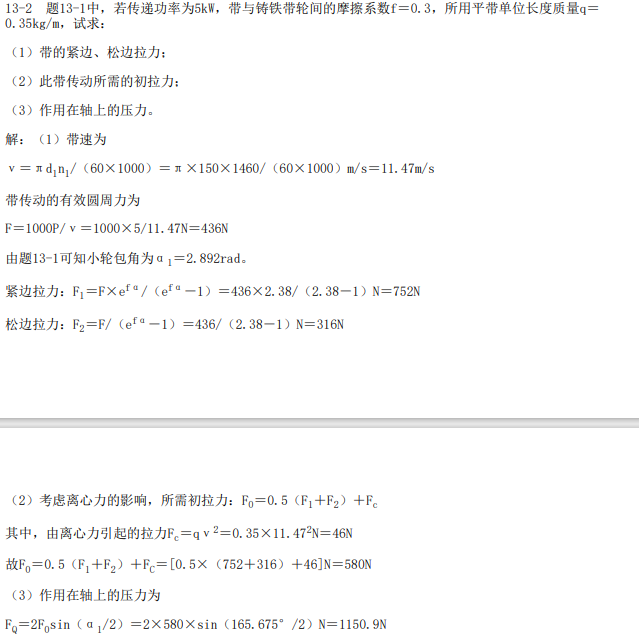 13-2　题13-1中，若传递功率为5kW，带与铸铁带轮间的摩擦系数f＝0.3，所用平带单位长度质量q＝
0.35kg/m，试求：
（1）带的紧边、松边拉力；
（2）此带传动所需的初拉力；
（3）作用在轴上的压力。
解：（1）带速为
v＝πd₁n₁/（60×1000）＝π×150×1460/（60×1000）m/s＝11.47m/s
带传动的有效圆周力为
F＝1000P/v＝1000×5/11.47N＝436N
由题13-1可知小轮包角为α₁＝2.892rad。
紧边拉力：F₁＝F×eᶠᵅ/（eᶠᵅ－1）＝436×2.38/（2.38－1）N＝752N
松边拉力：F₂＝F/（eᶠᵅ－1）＝436/（2.38－1）N＝316N
（2）考虑离心力的影响，所需初拉力：F₀＝0.5（F₁＋F₂）＋Fc
其中，由离心力引起的拉力Fc＝qv²＝0.35×11.47²N＝46N
故F₀＝0.5（F₁＋F₂）＋FC＝[0.5×（752＋316）＋46]N＝580N
（3）作用在轴上的压力为
FQ＝2F₀sin（α₁/2）＝2×580×sin（165.675°/2）N＝1150.9N